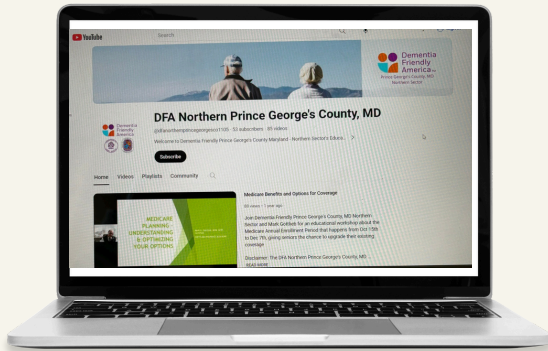 YouTube
Search
Dementia
Friendly
America
Prince George's County, MD
Northern Sector
Dementia
Friendly
America
DFA Northern Prince George's County, MD
53 subscribers · 85 videos
Welcome to Dementia Friendly Prince George's County Maryland - Northern Sector's Educa...
Subscribe
Home Videos Playlists Community
MEDICARE
PLANNING -
UNDERSTANDING
& OPTIMIZING
YOUR OPTIONS
Medicare Benefits and Options for Coverage
views • 1 year ago
Join Dementia Friendly Prince George's County, MD Northern
Sector and Mark Gottlieb for an educational workshop about the
Medicare Annual Enrollment Period that happens from Oct 15th
to Dec 7th, giving seniors the chance to upgrade their existing
coverage
Disclaimer: The DFA Northern Prince George's County, MD
READ MORE